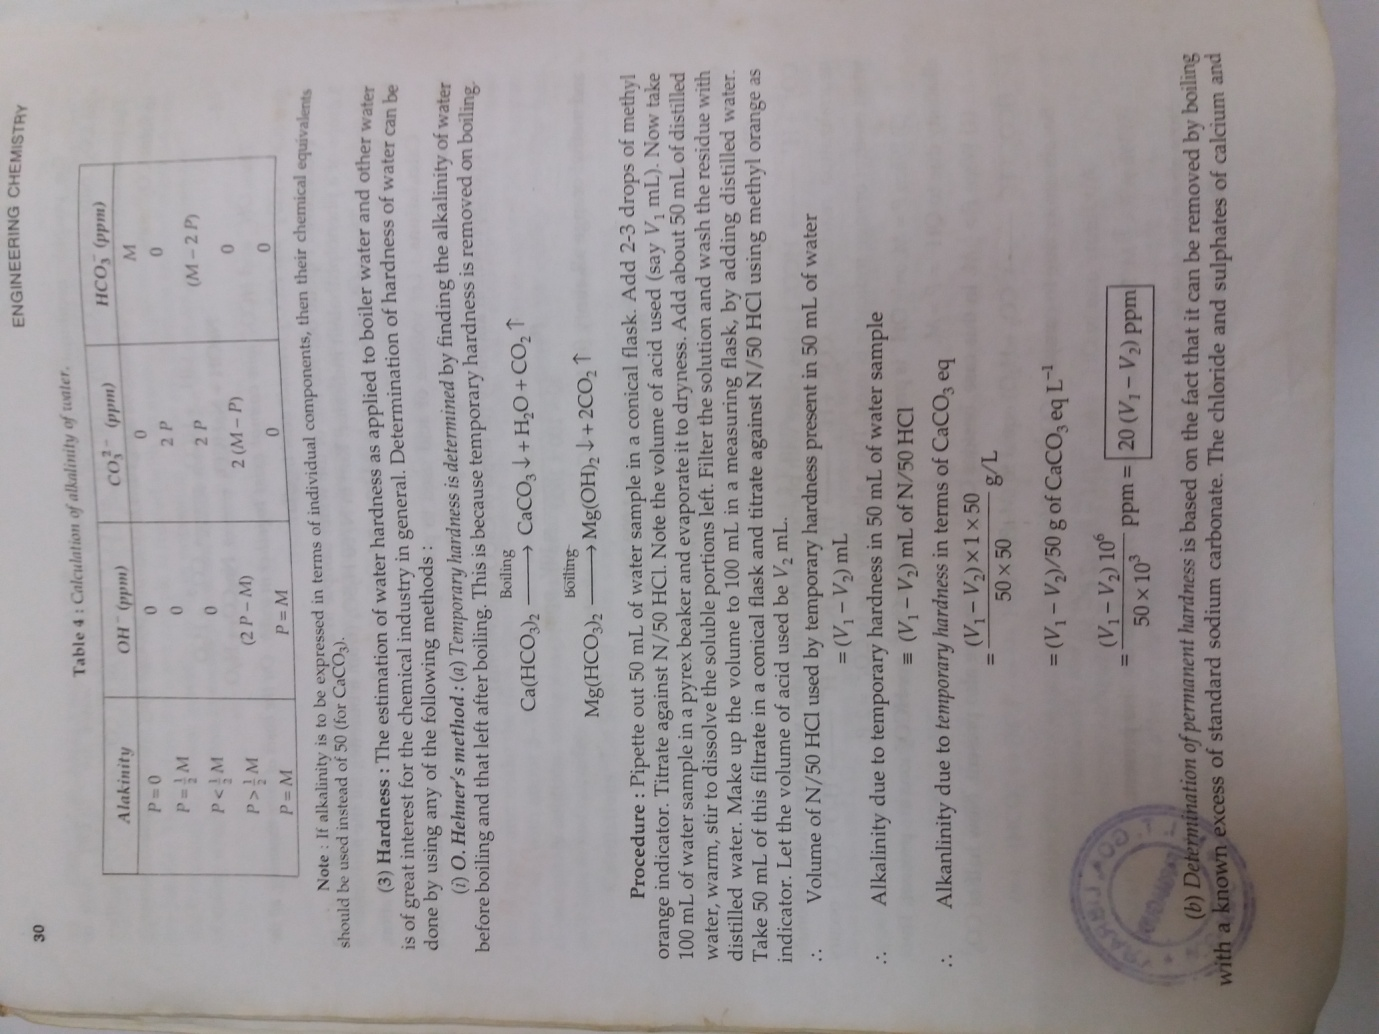 30
ENGINEERING CHEMISTRY
Table 4 : Calculation of alkalinity of water.
Alakinity OH⁻ (ppm) CO₃²⁻ (ppm) HCO₃⁻ (ppm)
P = 0 0 0 M
P = ½ M 0 2 P 0
P < ½ M 0 2 P (M – 2 P)
P > ½ M (2 P – M) 2 (M – P) 0
P = M P = M 0 0
Note : If alkalinity is to be expressed in terms of individual components, then their chemical equivalents
should be used instead of 50 (for CaCO₃).
(3) Hardness : The estimation of water hardness as applied to boiler water and other water
is of great interest for the chemical industry in general. Determination of hardness of water can be
done by using any of the following methods :
(i) O. Hehner's method : (a) Temporary hardness is determined by finding the alkalinity of water
before boiling and that left after boiling. This is because temporary hardness is removed on boiling.
Ca(HCO₃)₂ —Boiling→ CaCO₃↓ + H₂O + CO₂↑
Mg(HCO₃)₂ —Boiling→ Mg(OH)₂↓ + 2CO₂↑
Procedure : Pipette out 50 mL of water sample in a conical flask. Add 2-3 drops of methyl
orange indicator. Titrate against N/50 HCl. Note the volume of acid used (say V₁ mL). Now take
100 mL of water sample in a pyrex beaker and evaporate it to dryness. Add about 50 mL of distilled
water, warm, stir to dissolve the soluble portions left. Filter the solution and wash the residue with
distilled water. Make up the volume to 100 mL in a measuring flask, by adding distilled water.
Take 50 mL of this filtrate in a conical flask and titrate against N/50 HCl using methyl orange as
indicator. Let the volume of acid used be V₂ mL.
∴ Volume of N/50 HCl used by temporary hardness present in 50 mL of water
= (V₁ – V₂) mL
∴ Alkalinity due to temporary hardness in 50 mL of water sample
≡ (V₁ – V₂) mL of N/50 HCl
∴ Alkanlinity due to temporary hardness in terms of CaCO₃ eq
= (V₁ – V₂) × 1 × 50 / 50 × 50 g/L
= (V₁ – V₂)/50 g of CaCO₃ eq L⁻¹
= (V₁ – V₂) 10⁶ / 50 × 10³ ppm = 20 (V₁ – V₂) ppm
(b) Determination of permanent hardness is based on the fact that it can be removed by boiling
with a known excess of standard sodium carbonate. The chloride and sulphates of calcium and